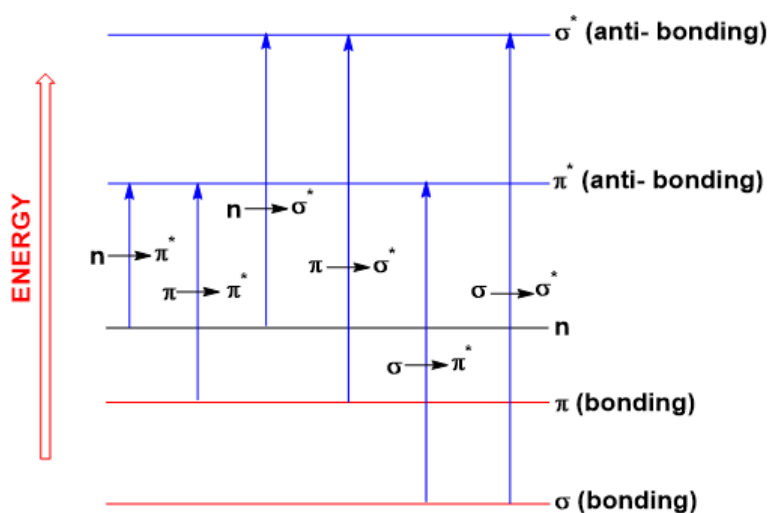 σ* (anti- bonding)
π* (anti- bonding)
n → σ*
n → π*
π → σ*
π → π*
σ → σ*
n
σ → π*
π (bonding)
σ (bonding)
ENERGY